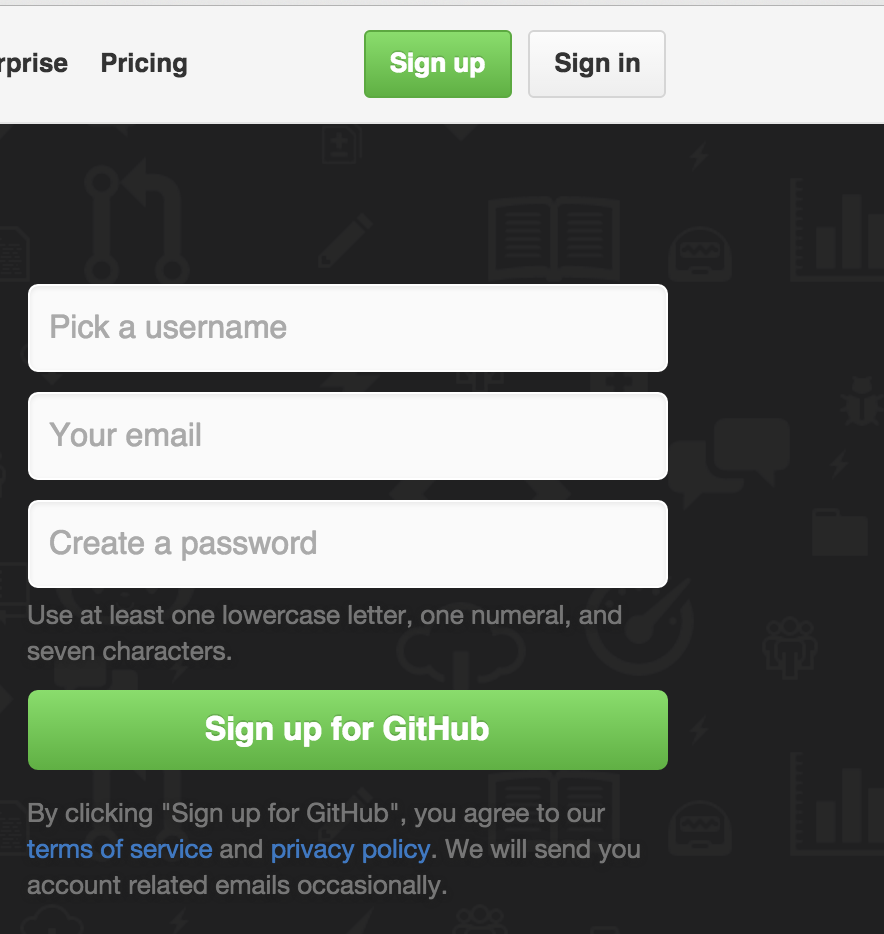 rprise Pricing Sign up Sign in
Pick a username
Your email
Create a password
Use at least one lowercase letter, one numeral, and
seven characters.
Sign up for GitHub
By clicking "Sign up for GitHub", you agree to our
terms of service and privacy policy. We will send you
account related emails occasionally.